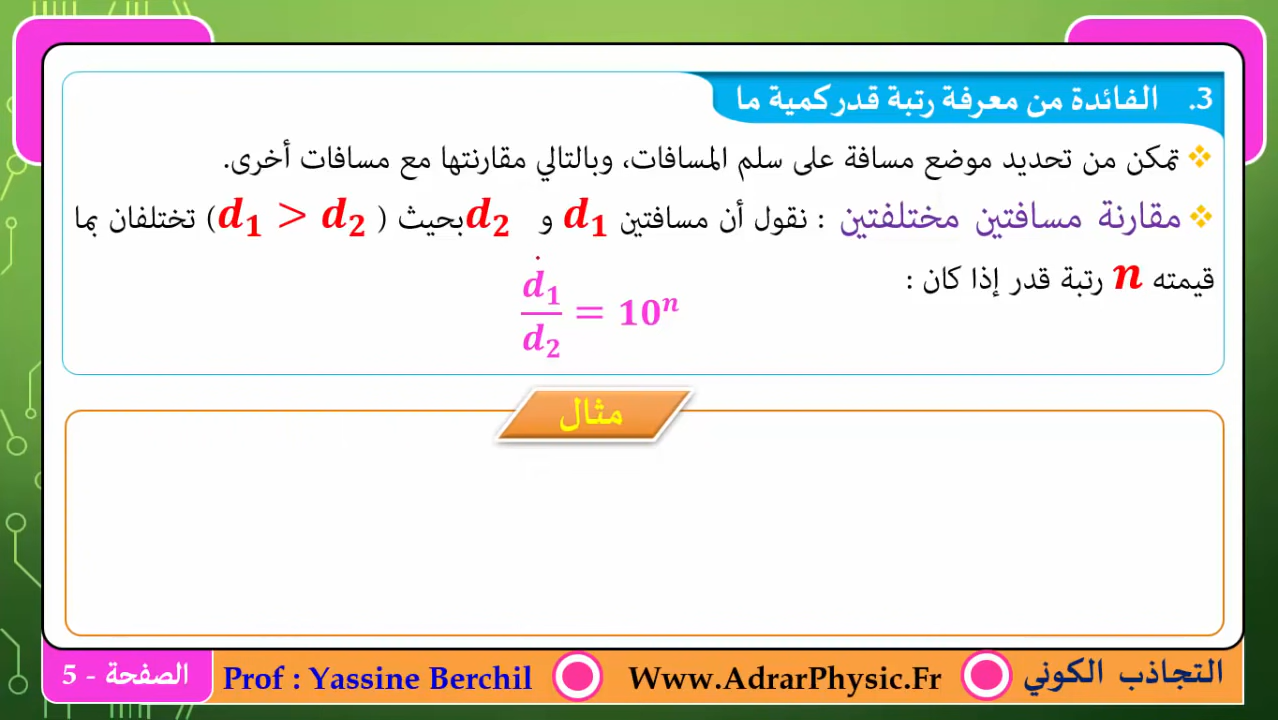 3. الفائدة من معرفة رتبة قدر كمية ما
تمكن من تحديد موضع مسافة على سلم المسافات، وبالتالي مقارنتها مع مسافات أخرى.
مقارنة مسافتين مختلفتين : نقول أن مسافتين d₁ و d₂ بحيث ( d₁ > d₂) تختلفان بما
قيمته n رتبة قدر إذا كان :
d₁/d₂ = 10ⁿ
مثال
التجاذب الكوني Www.AdrarPhysic.Fr Prof : Yassine Berchil الصفحة - 5